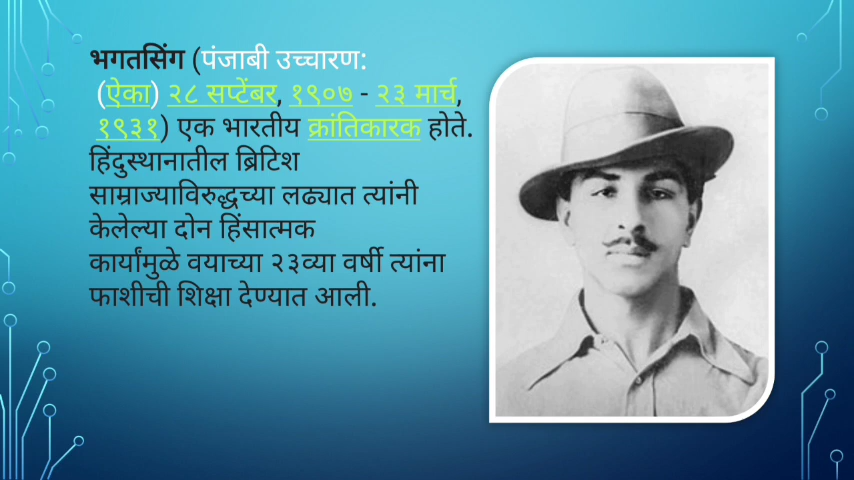 भगतसिंग (पंजाबी उच्चारण:
(ऐका) २८ सप्टेंबर, १९०७ - २३ मार्च,
१९३१) एक भारतीय क्रांतिकारक होते.
हिंदुस्थानातील ब्रिटिश
साम्राज्याविरुद्धच्या लढ्यात त्यांनी
केलेल्या दोन हिंसात्मक
कार्यांमुळे वयाच्या २३व्या वर्षी त्यांना
फाशीची शिक्षा देण्यात आली.